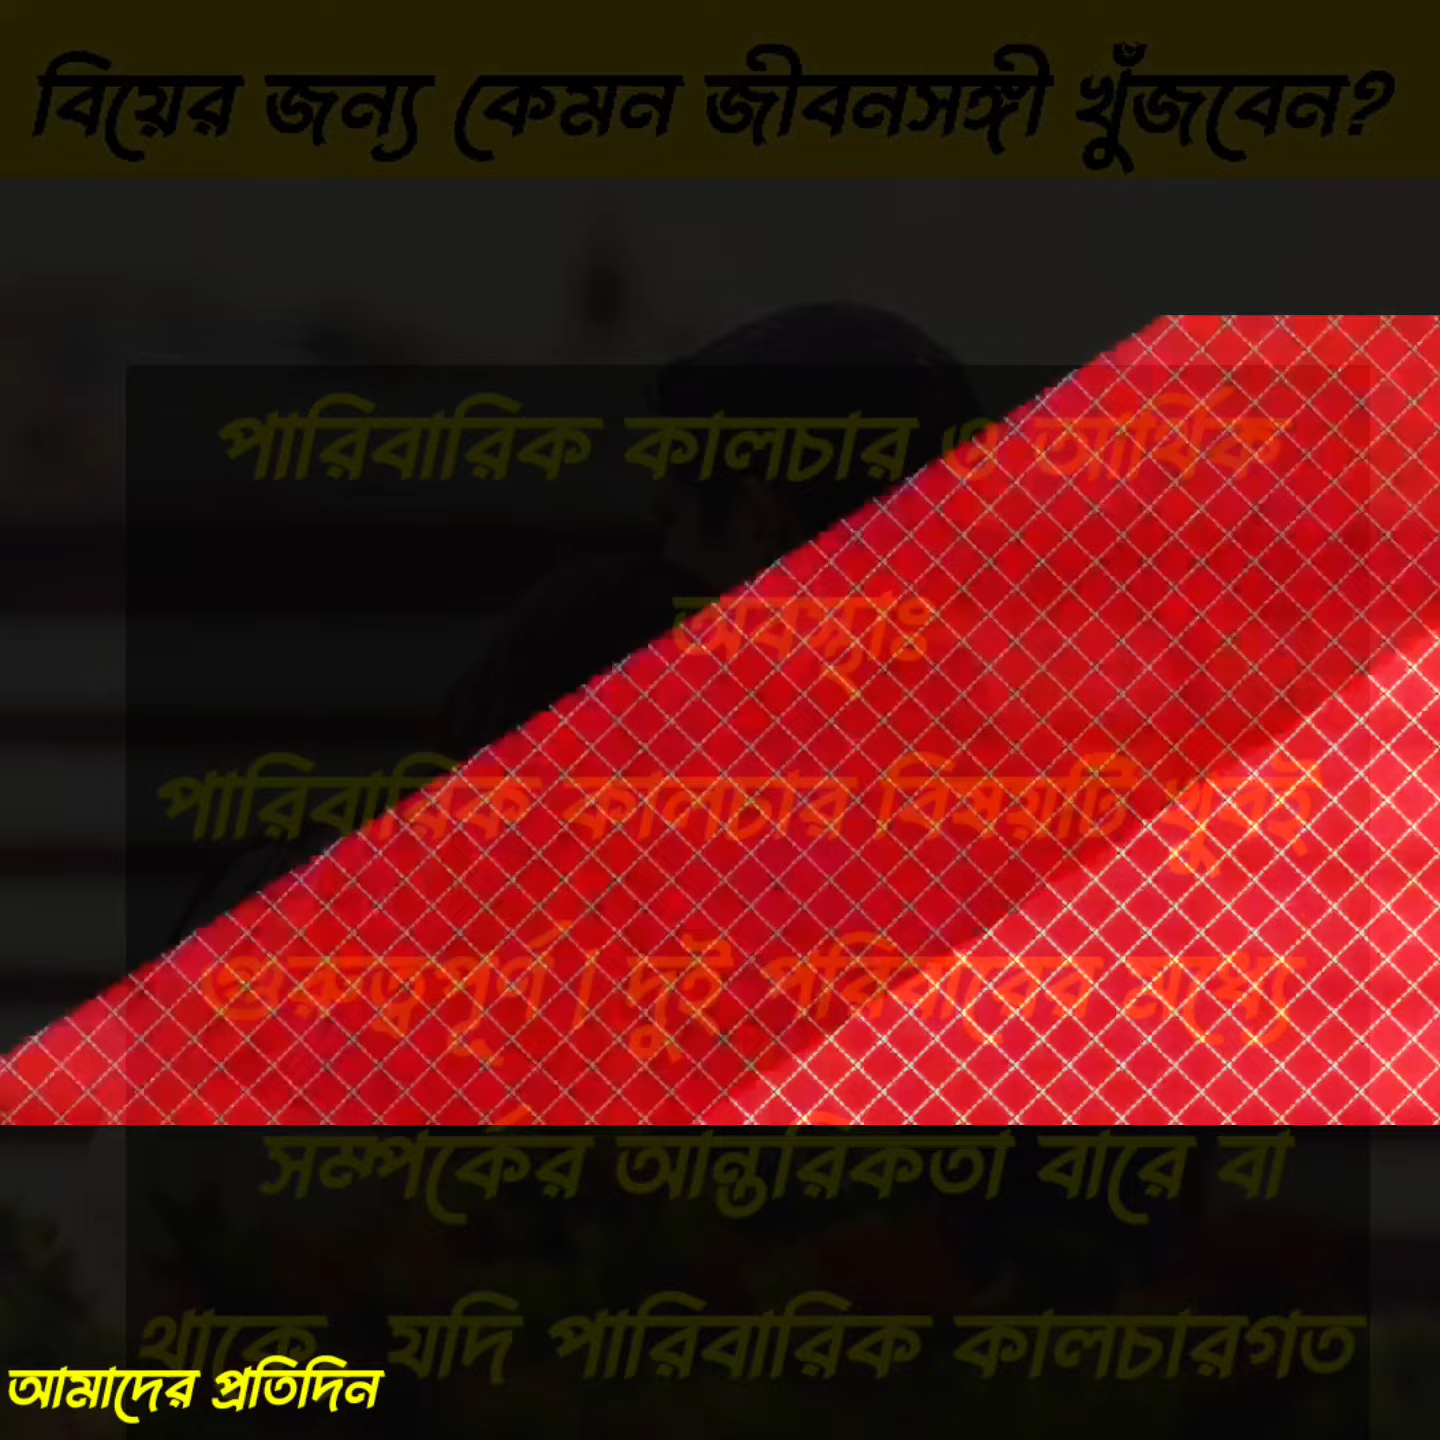 বিয়ের জন্য কেমন জীবনসঙ্গী খুঁজবেন?
পারিবারিক কালচার ও আর্থিক
অবস্থাঃ
পারিবারিক কালচার বিষয়টি খুবই
গুরুত্বপূর্ণ। দুই পরিবারের মধ্যে
সম্পর্কের আন্তরিকতা বারে বা
থাকে যদি পারিবারিক কালচারগত
আমাদের প্রতিদিন